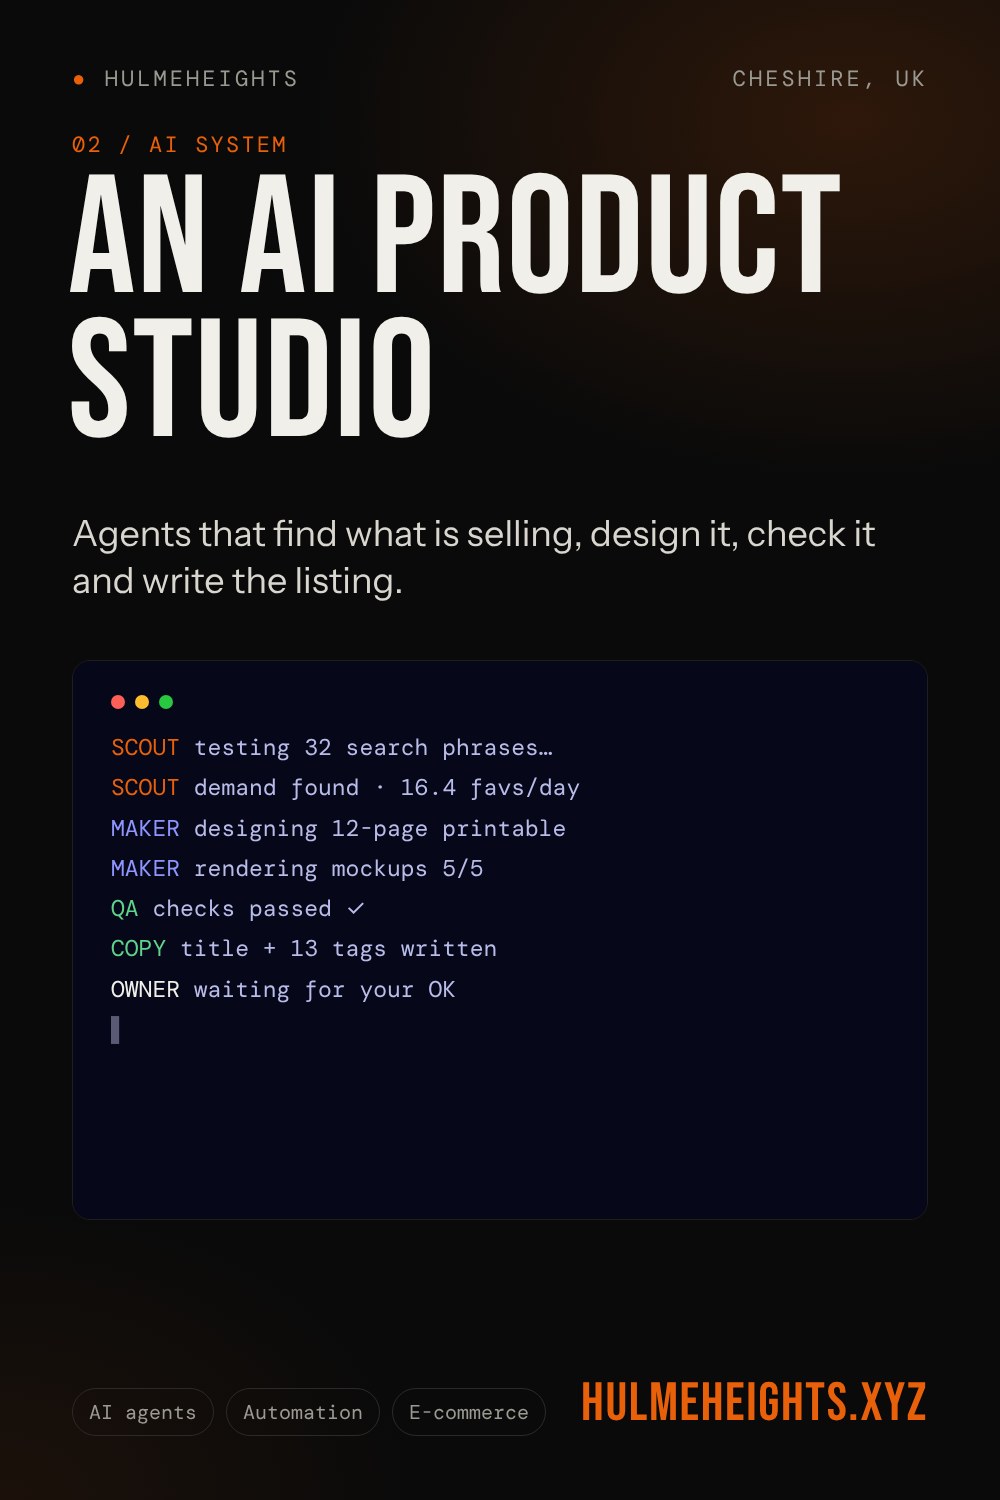 HULMEHEIGHTS
CHESHIRE, UK
02 / AI SYSTEM
AN AI PRODUCT
STUDIO
Agents that find what is selling, design it, check it
and write the listing.
SCOUT testing 32 search phrases…
SCOUT demand found · 16.4 favs/day
MAKER designing 12-page printable
MAKER rendering mockups 5/5
QA checks passed ✓
COPY title + 13 tags written
OWNER waiting for your OK
AI agents
Automation
E-commerce
HULMEHEIGHTS.XYZ